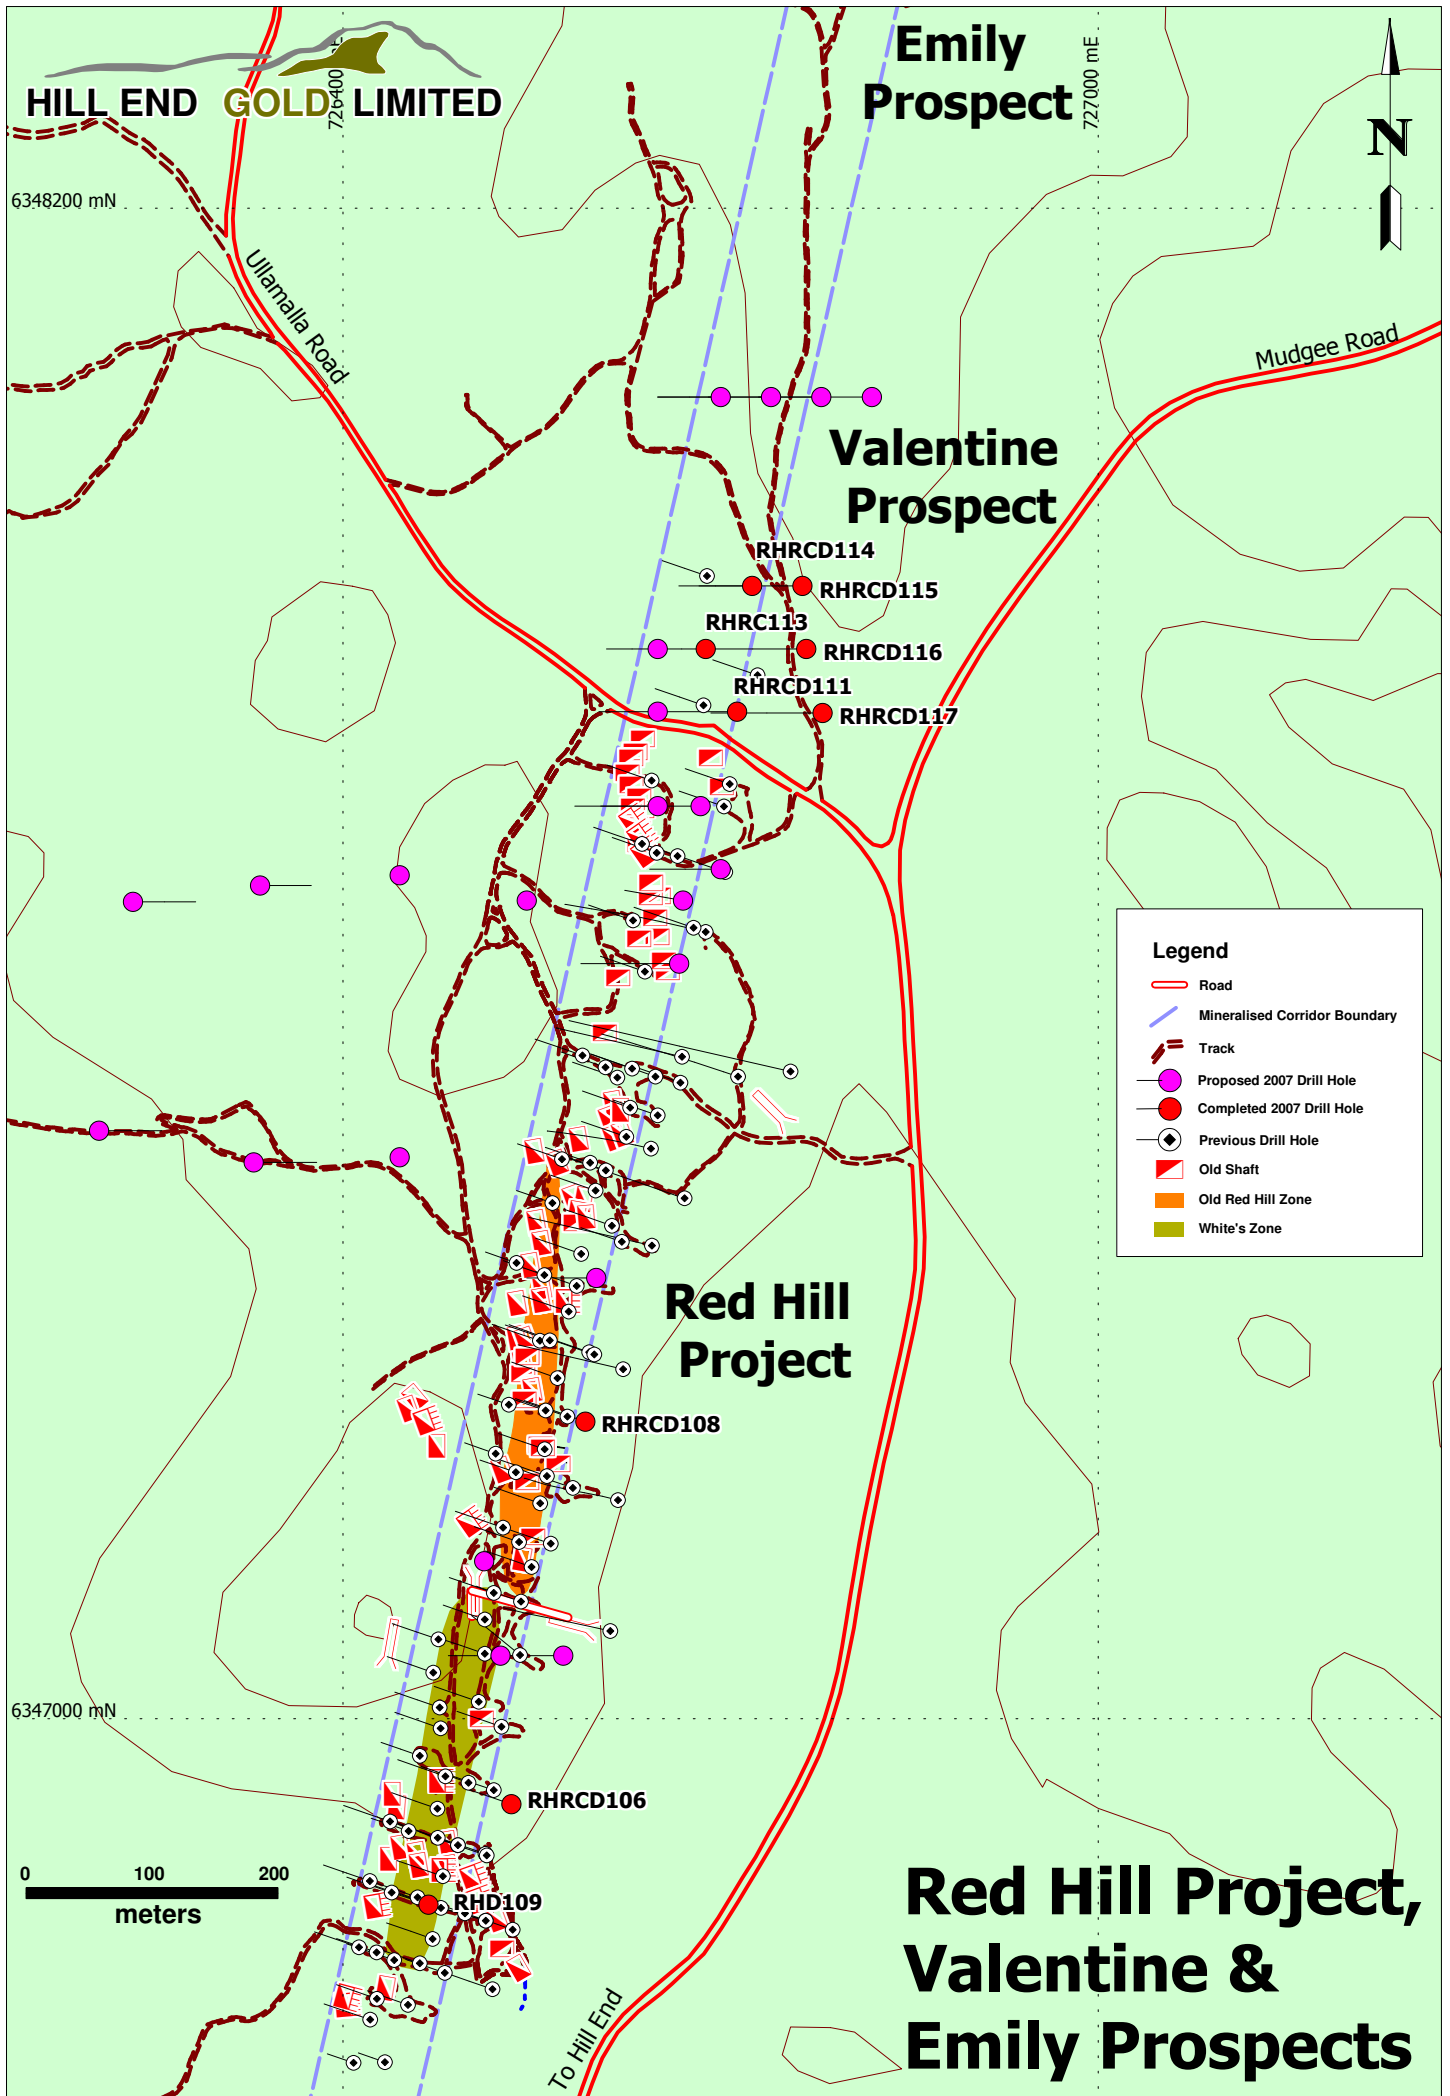 HILL END GOLD LIMITED
726400 mE
Emily
Prospect
727000 mE
N
6348200 mN
Ullamalla Road
Mudgee Road
Valentine
Prospect
RHRCD114
RHRCD115
RHRC113
RHRCD116
RHRCD111
RHRCD117
Legend
Road
Mineralised Corridor Boundary
Track
Proposed 2007 Drill Hole
Completed 2007 Drill Hole
Previous Drill Hole
Old Shaft
Old Red Hill Zone
White's Zone
Red Hill
Project
RHRCD108
6347000 mN
RHRCD106
0 100 200
meters
RHD109
To Hill End
Red Hill Project,
Valentine &
Emily Prospects